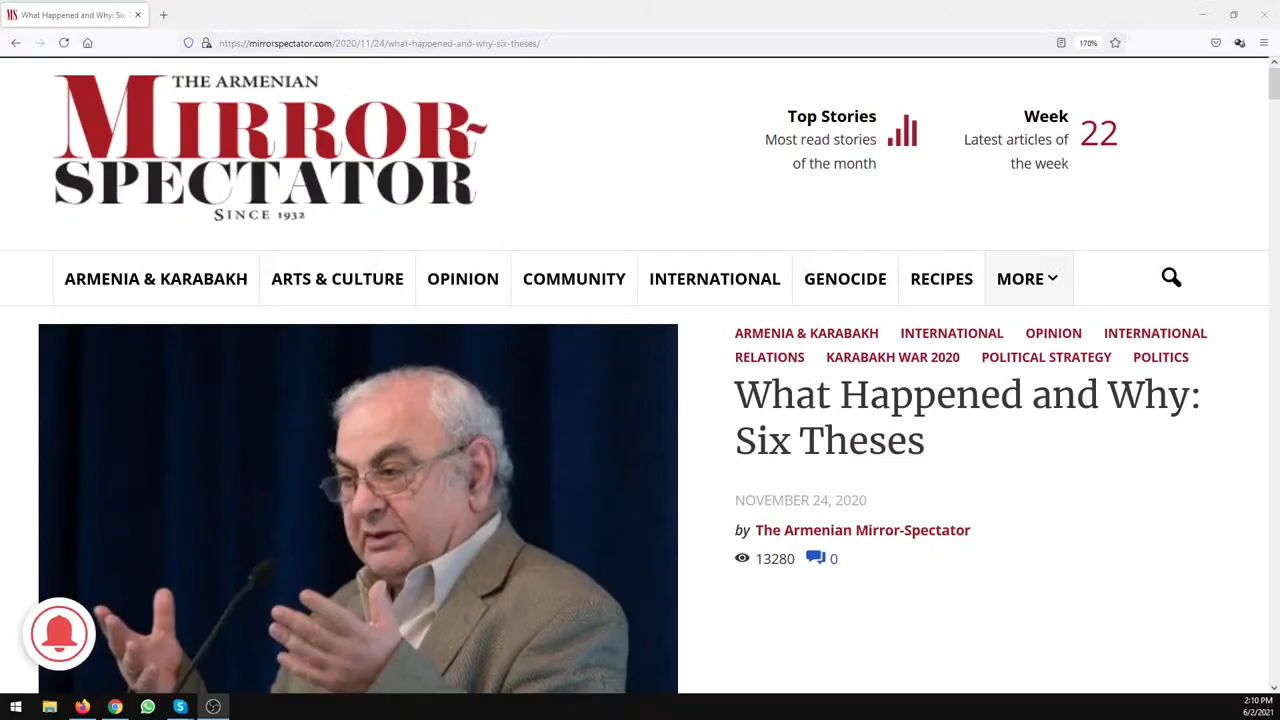 What Happened and Why: Six T
https://mirrorspectator.com/2020/11/24/what-happened-and-why-six-theses/
170%
THE ARMENIAN
MIRROR-
SPECTATOR
SINCE 1932
Top Stories
Most read stories
of the month
Week
Latest articles of
the week
22
ARMENIA & KARABAKH
ARTS & CULTURE
OPINION
COMMUNITY
INTERNATIONAL
GENOCIDE
RECIPES
MORE
ARMENIA & KARABAKH INTERNATIONAL OPINION INTERNATIONAL
RELATIONS KARABAKH WAR 2020 POLITICAL STRATEGY POLITICS
What Happened and Why:
Six Theses
NOVEMBER 24, 2020
by The Armenian Mirror-Spectator
13280 0
2:10 PM
6/2/2021